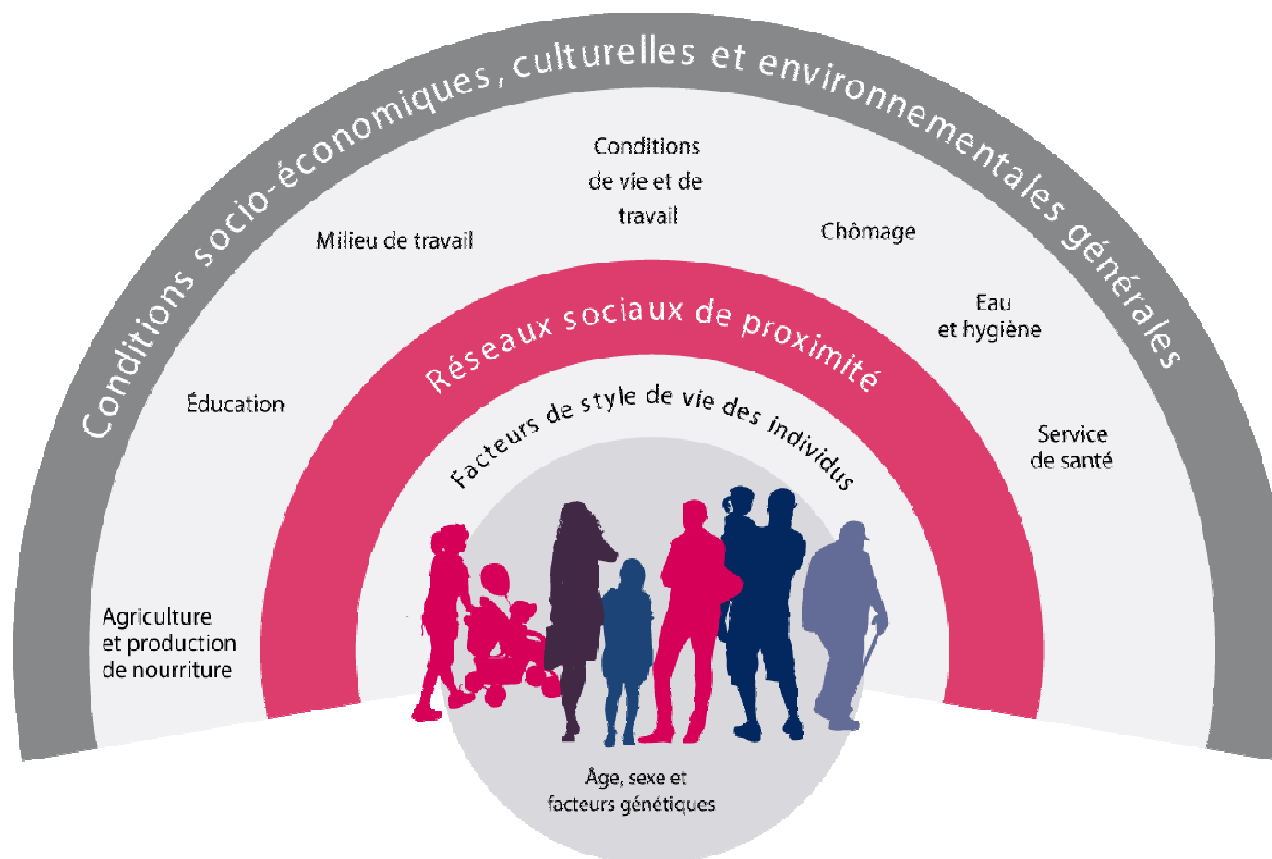 Conditions socio-économiques, culturelles et environnementales générales
Conditions
de vie et de
travail
Milieu de travail
Chômage
Eau
et hygiène
Éducation
Service
de santé
Agriculture
et production
de nourriture
Réseaux sociaux de proximité
Facteurs de style de vie des individus
Âge, sexe et
facteurs génétiques